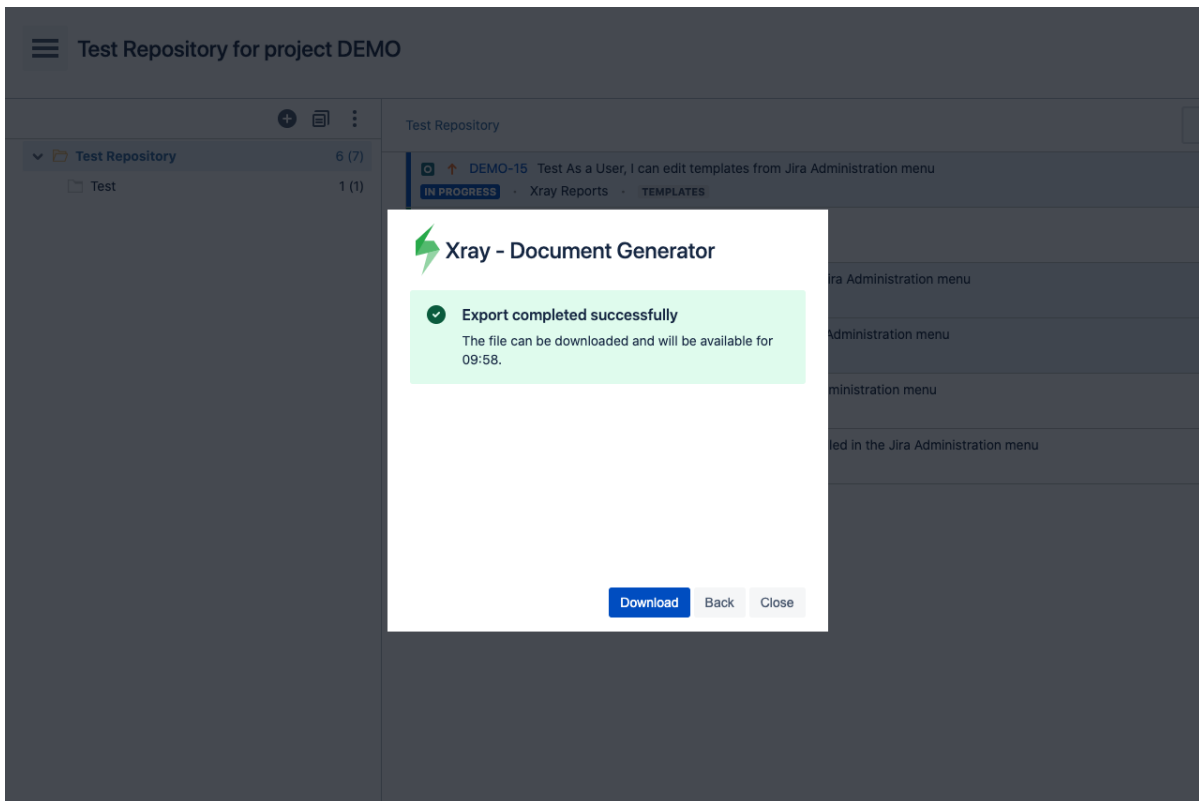 Test Repository for project DEMO
Test Repository
Test Repository 6 (7)
Test 1 (1)
DEMO-15 Test As a User, I can edit templates from Jira Administration menu
IN PROGRESS · Xray Reports · TEMPLATES
Xray - Document Generator
Export completed successfully
The file can be downloaded and will be available for
09:58.
Download Back Close
Jira Administration menu
Administration menu
ministration menu
led in the Jira Administration menu